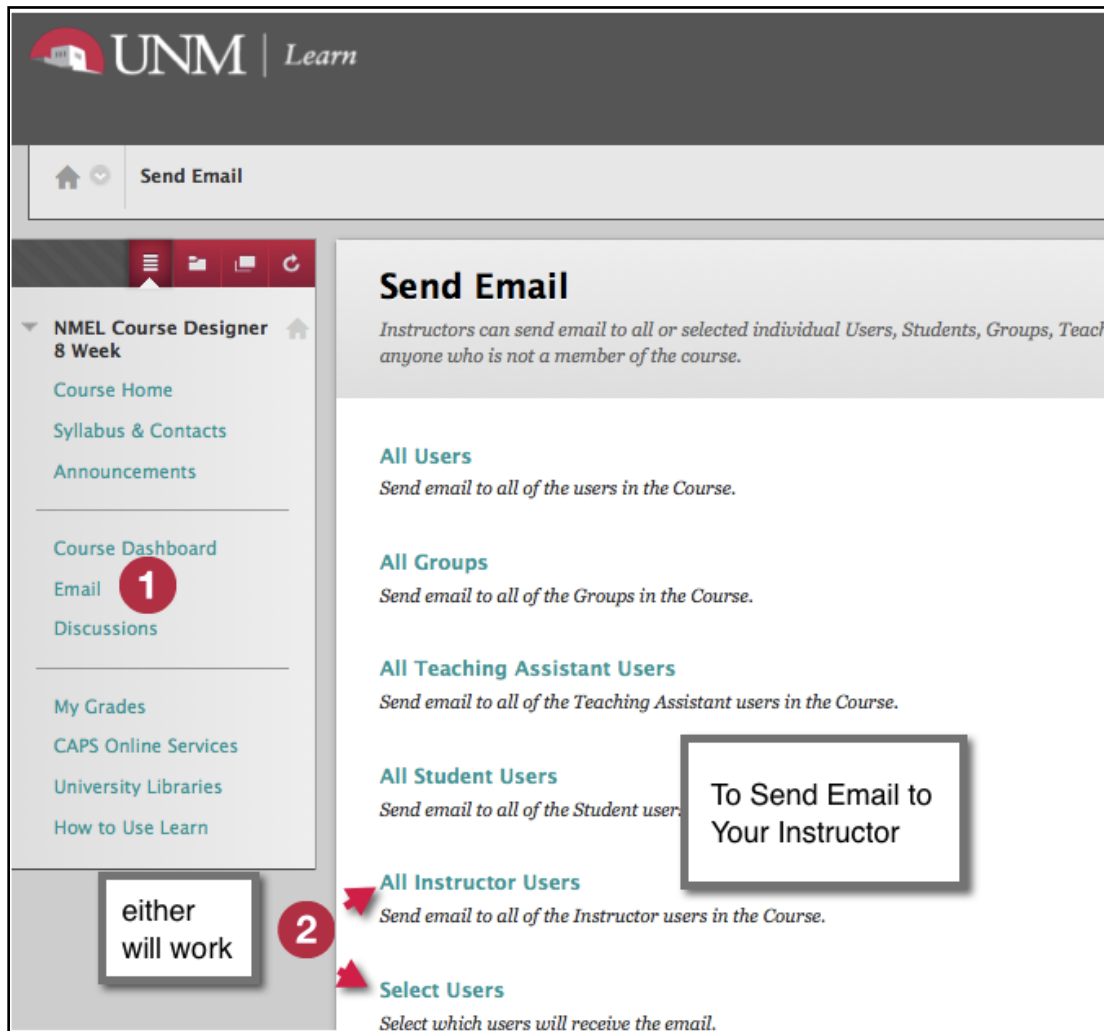 UNM | Learn
Send Email
NMEL Course Designer
8 Week
Course Home
Syllabus & Contacts
Announcements
Course Dashboard
Email 1
Discussions
My Grades
CAPS Online Services
University Libraries
How to Use Learn
either
will work
2
Send Email
Instructors can send email to all or selected individual Users, Students, Groups, Teach
anyone who is not a member of the course.
All Users
Send email to all of the users in the Course.
All Groups
Send email to all of the Groups in the Course.
All Teaching Assistant Users
Send email to all of the Teaching Assistant users in the Course.
All Student Users
Send email to all of the Student user
To Send Email to
Your Instructor
All Instructor Users
Send email to all of the Instructor users in the Course.
Select Users
Select which users will receive the email.